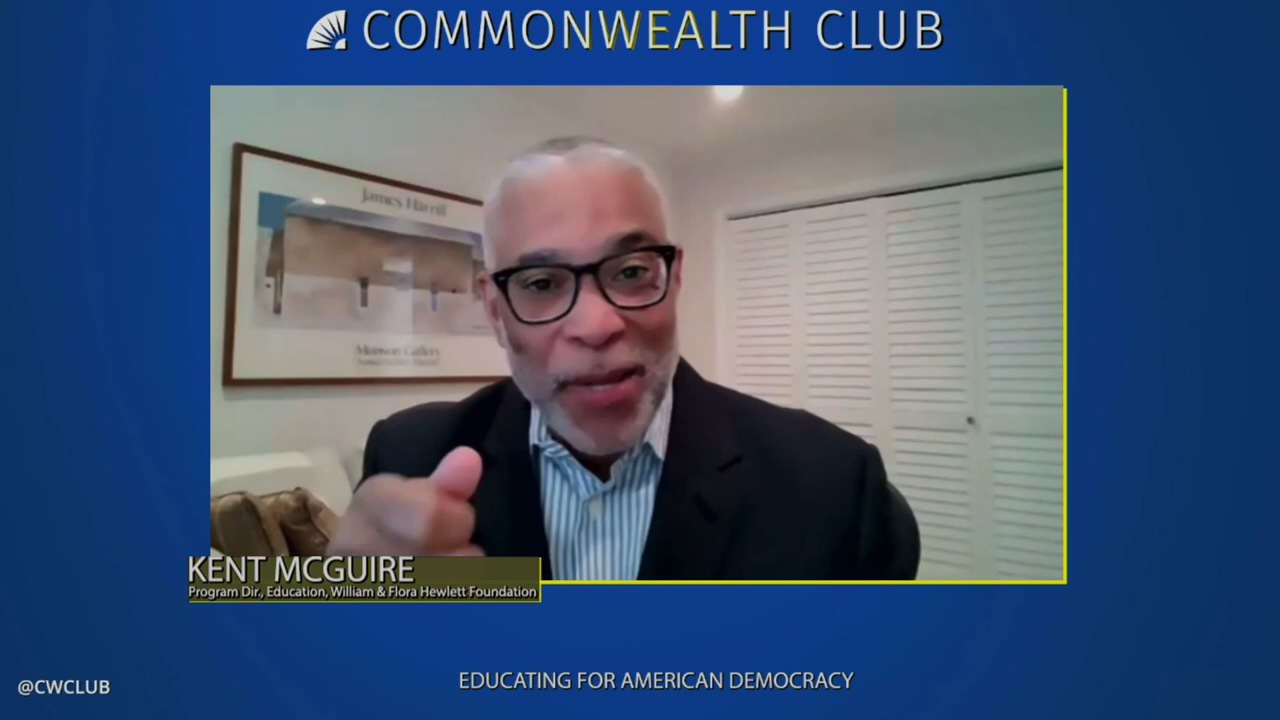 COMMONWEALTH CLUB
James Harrill
Munson Gallery
KENT MCGUIRE
Program Dir., Education, William & Flora Hewlett Foundation
EDUCATING FOR AMERICAN DEMOCRACY
@CWCLUB